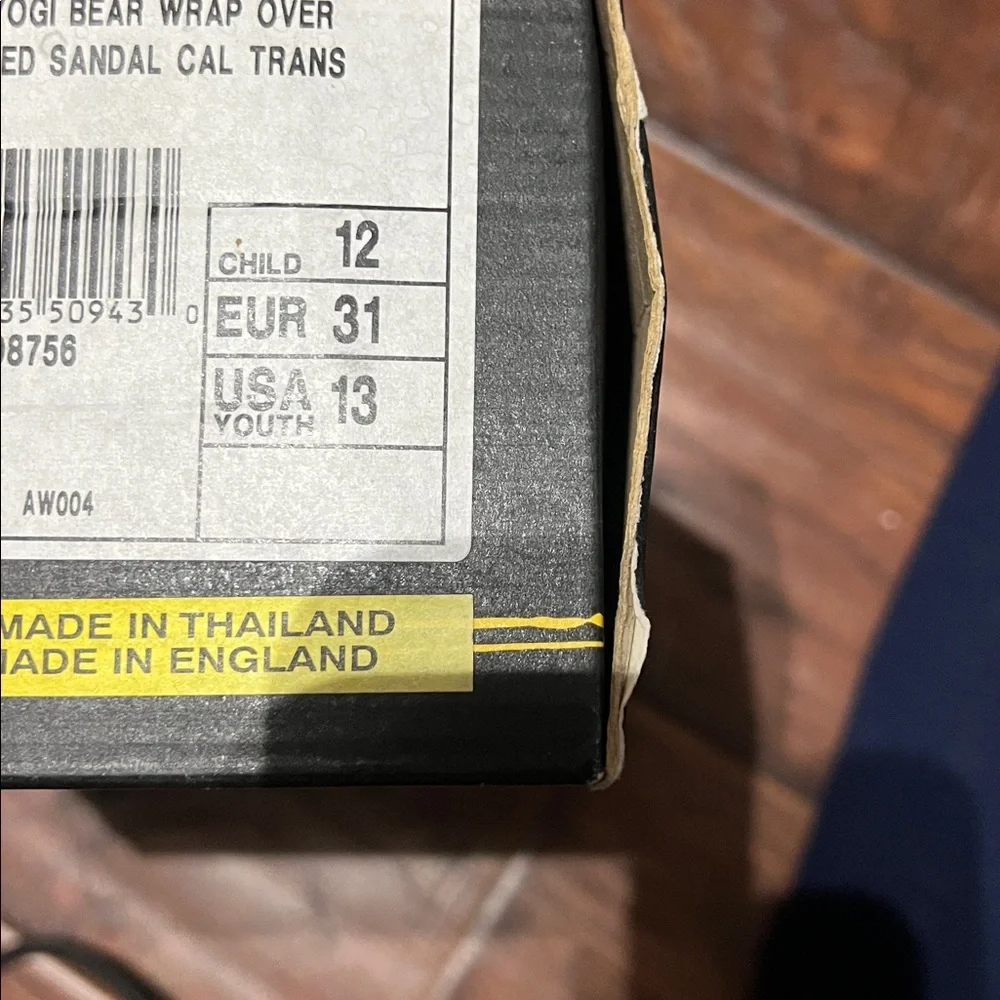 OGI BEAR WRAP OVER
ED SANDAL CAL TRANS
35 50943 0
08756
CHILD 12
EUR 31
USA YOUTH 13
AW004
MADE IN THAILAND
MADE IN ENGLAND